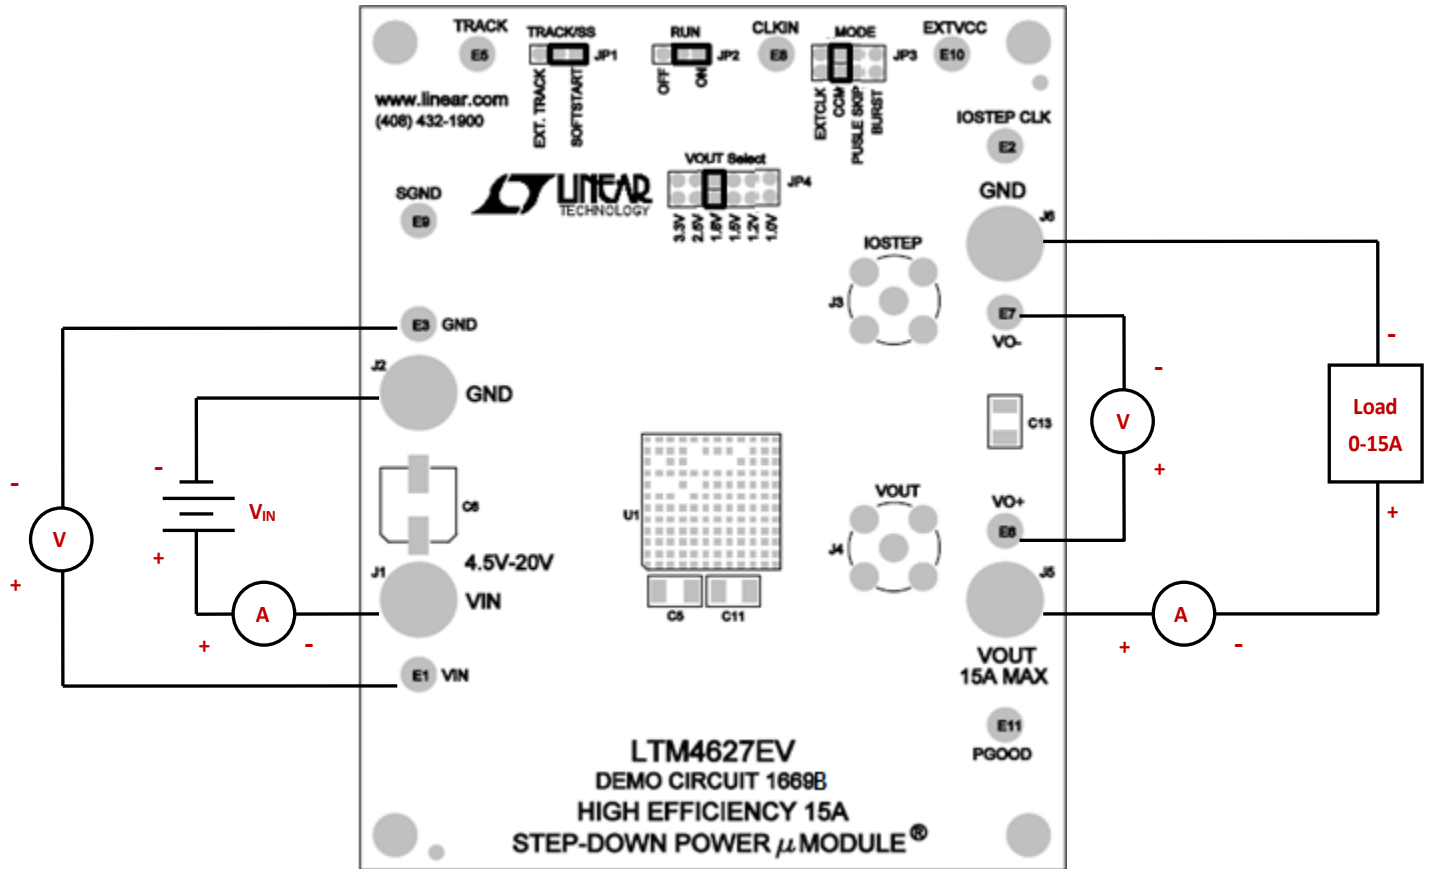 TRACK
E5
TRACK/SS
JP1
EXT. TRACK
SOFTSTART
RUN
JP2
OFF
ON
CLKIN
E8
MODE
JP3
EXTCLK
CCM
PUSLE SKIP
BURST
EXTVCC
E10
www.linear.com
(408) 432-1900
IOSTEP CLK
E2
LINEAR
TECHNOLOGY
VOUT Select
JP4
3.3V
2.5V
1.8V
1.5V
1.2V
1.0V
SGND
E9
GND
J6
IOSTEP
J3
E7
VO-
E3 GND
J2
GND
-
VIN
+
-
V
+
C6
4.5V-20V
J1
VIN
+
A
-
E1 VIN
U1
C5
C11
C13
VOUT
J4
VO+
E6
J5
VOUT
15A MAX
E11
PGOOD
-
V
+
-
Load
0-15A
+
+
A
-
LTM4627EV
DEMO CIRCUIT 1669B
HIGH EFFICIENCY 15A
STEP-DOWN POWER μMODULE®